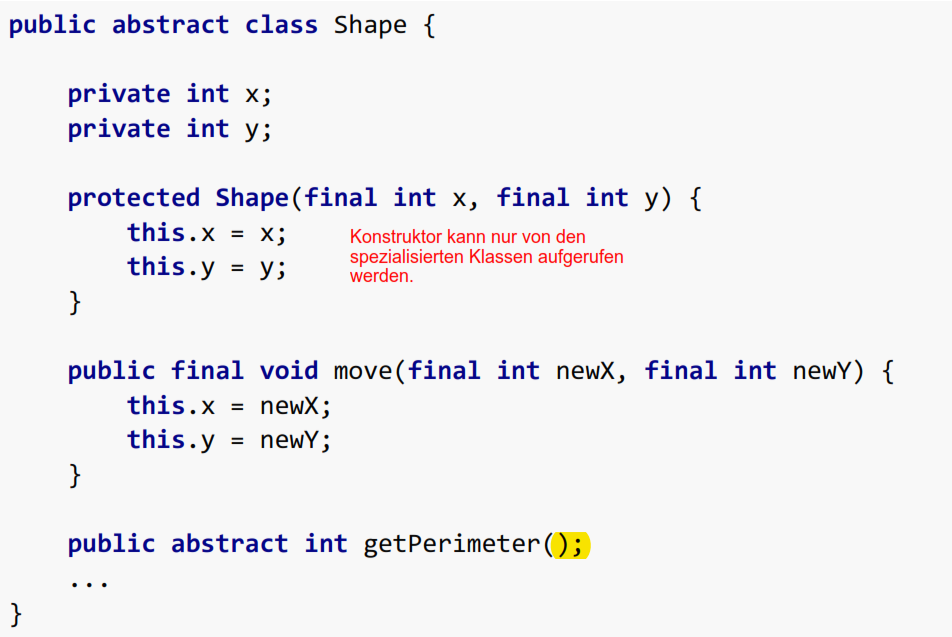 public abstract class Shape {
private int x;
private int y;
protected Shape(final int x, final int y) {
this.x = x;
this.y = y;
Konstruktor kann nur von den
spezialisierten Klassen aufgerufen
werden.
}
public final void move(final int newX, final int newY) {
this.x = newX;
this.y = newY;
}
public abstract int getPerimeter();
...
}